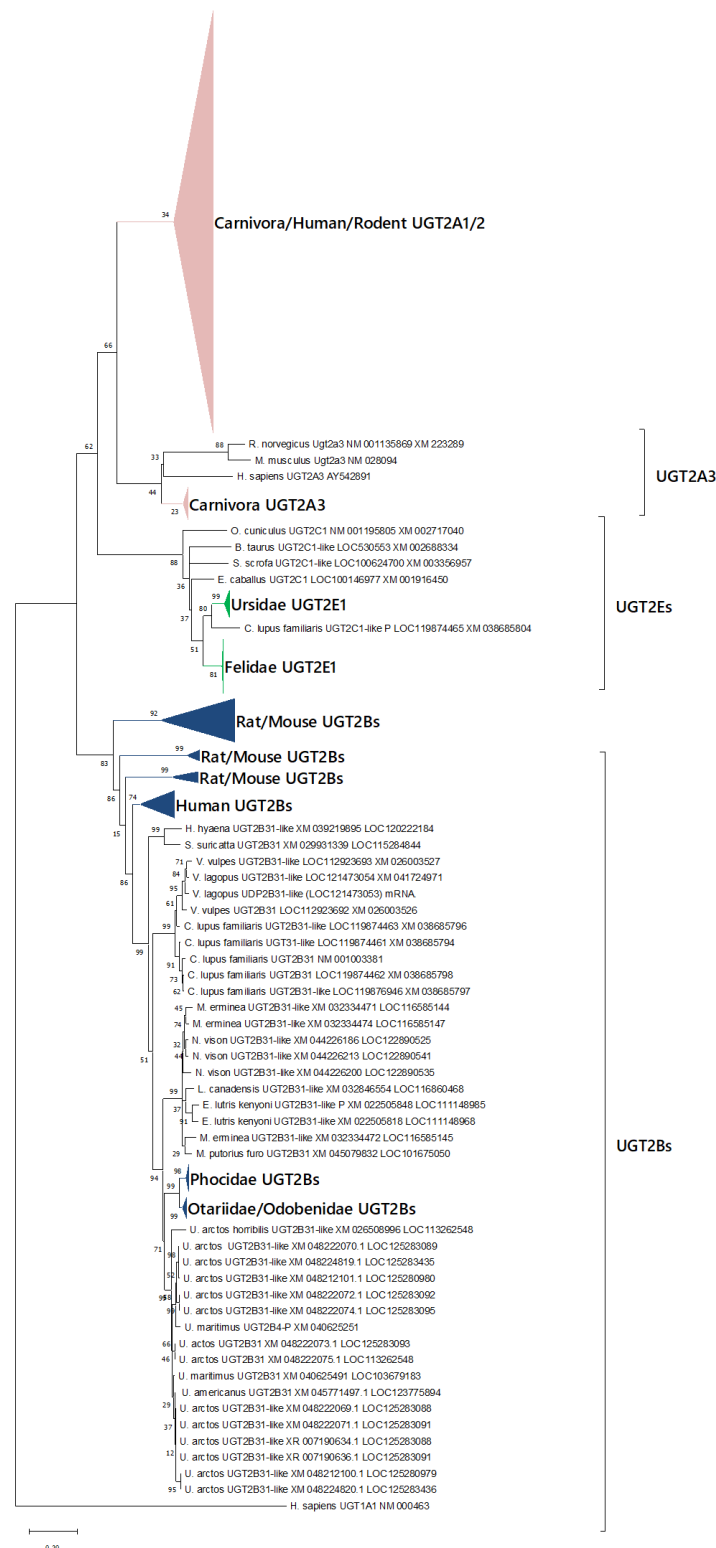 34
Carnivora/Human/Rodent UGT2A1/2
66
R. norvegicus Ugt2a3 NM 001135869 XM 223289
88
33
M. musculus Ugt2a3 NM 028094
62
H. sapiens UGT2A3 AY542891
UGT2A3
44
Carnivora UGT2A3
23
O. cuniculus UGT2C1 NM 001195805 XM 002717040
B. taurus UGT2C1-like LOC530553 XM 002688334
88
S. scrofa UGT2C1-like LOC100624700 XM 003356957
E. caballus UGT2C1 LOC100146977 XM 001916450
36
99
Ursidae UGT2E1
UGT2Es
80
37
C. lupus familiaris UGT2C1-like P LOC119874465 XM 038685804
51
Felidae UGT2E1
81
92
Rat/Mouse UGT2Bs
99
Rat/Mouse UGT2Bs
83
99
Rat/Mouse UGT2Bs
86
74
Human UGT2Bs
15
H. hyaena UGT2B31-like XM 039219895 LOC120222184
99
S. suricatta UGT2B31 XM 029931339 LOC115284844
71
V. vulpes UGT2B31-like LOC112923693 XM 026003527
86
84
V. lagopus UGT2B31-like LOC121473054 XM 041724971
95
V. lagopus UDP2B31-like (LOC121473053) mRNA
61
V. vulpes UGT2B31 LOC112923692 XM 026003526
99
C. lupus familiaris UGT2B31-like LOC119874463 XM 038685796
99
C. lupus familiaris UGT31-like LOC119874461 XM 038685794
91
C. lupus familiaris UGT2B31 NM 001003381
73
C. lupus familiaris UGT2B31 LOC119874462 XM 038685798
62
C. lupus familiaris UGT2B31-like LOC119876946 XM 038685797
45
M. erminea UGT2B31-like XM 032334471 LOC116585144
74
M. erminea UGT2B31-like XM 032334474 LOC116585147
32
N. vison UGT2B31-like XM 044226186 LOC122890525
51
44
N. vison UGT2B31-like XM 044226213 LOC122890541
N. vison UGT2B31-like XM 044226200 LOC122890535
99
L. canadensis UGT2B31-like XM 032846554 LOC116860468
37
E. lutris kenyoni UGT2B31-like P XM 022505848 LOC111148985
91
E. lutris kenyoni UGT2B31-like XM 022505818 LOC111148968
M. erminea UGT2B31-like XM 032334472 LOC116585145
UGT2Bs
29
M. putorius furo UGT2B31 XM 045079832 LOC101675050
94
98
Phocidae UGT2Bs
99
Otariidae/Odobenidae UGT2Bs
99
U. arctos horribilis UGT2B31-like XM 026508996 LOC113262548
71
U. arctos UGT2B31-like XM 048222070.1 LOC125283089
98
U. arctos UGT2B31-like XM 048224819.1 LOC125283435
52
U. arctos UGT2B31-like XM 048212101.1 LOC125280980
U. arctos UGT2B31-like XM 048222072.1 LOC125283092
U. arctos UGT2B31-like XM 048222074.1 LOC125283095
U. maritimus UGT2B4-P XM 040625251
66
U. actos UGT2B31 XM 048222073.1 LOC125283093
46
U. arctos UGT2B31 XM 048222075.1 LOC113262548
U. maritimus UGT2B31 XM 040625491 LOC103679183
U. americanus UGT2B31 XM 045771497.1 LOC123775894
29
U. arctos UGT2B31-like XM 048222069.1 LOC125283088
37
U. arctos UGT2B31-like XM 048222071.1 LOC125283091
U. arctos UGT2B31-like XR 007190634.1 LOC125283088
12
U. arctos UGT2B31-like XR 007190636.1 LOC125283091
U. arctos UGT2B31-like XM 048212100.1 LOC125280979
95
U. arctos UGT2B31-like XM 048224820.1 LOC125283436
H. sapiens UGT1A1 NM 000463